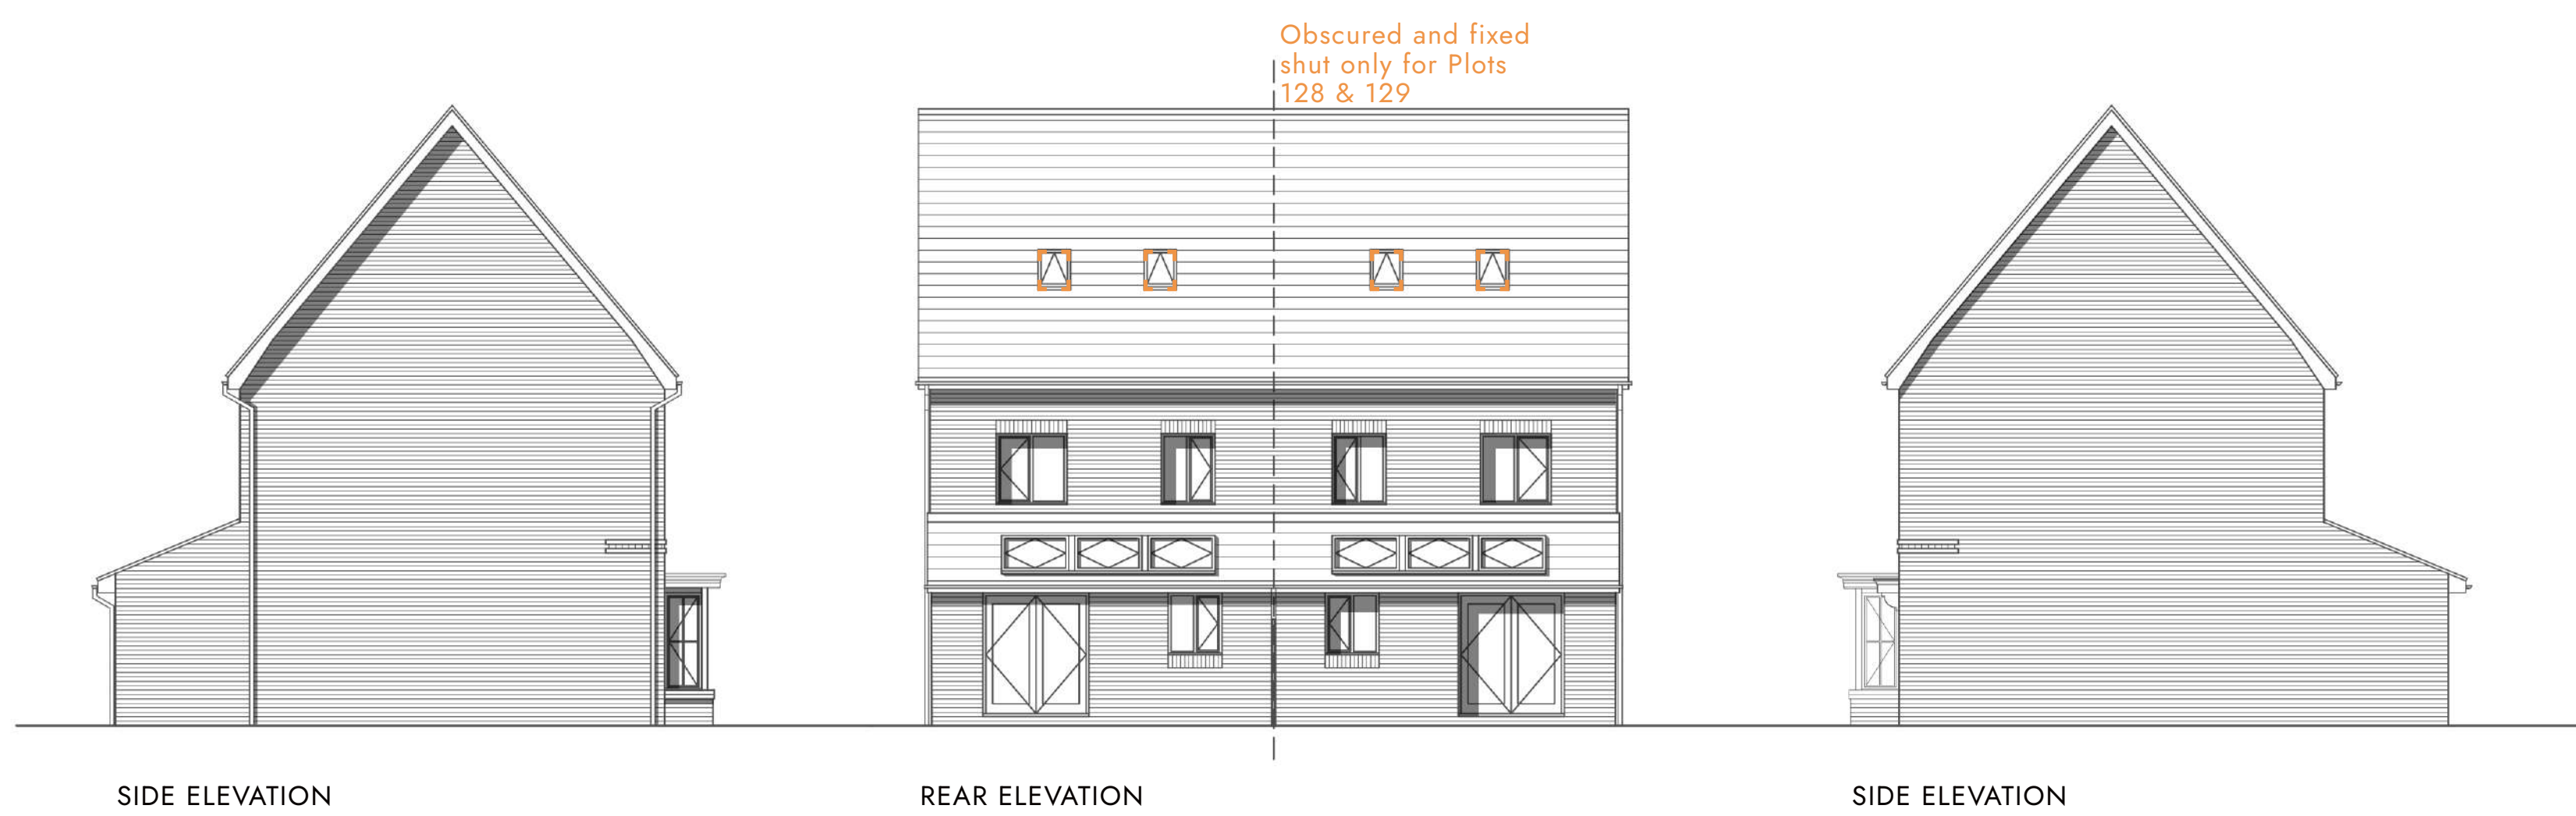 Obscured and fixed
shut only for Plots
128 & 129
SIDE ELEVATION
REAR ELEVATION
SIDE ELEVATION